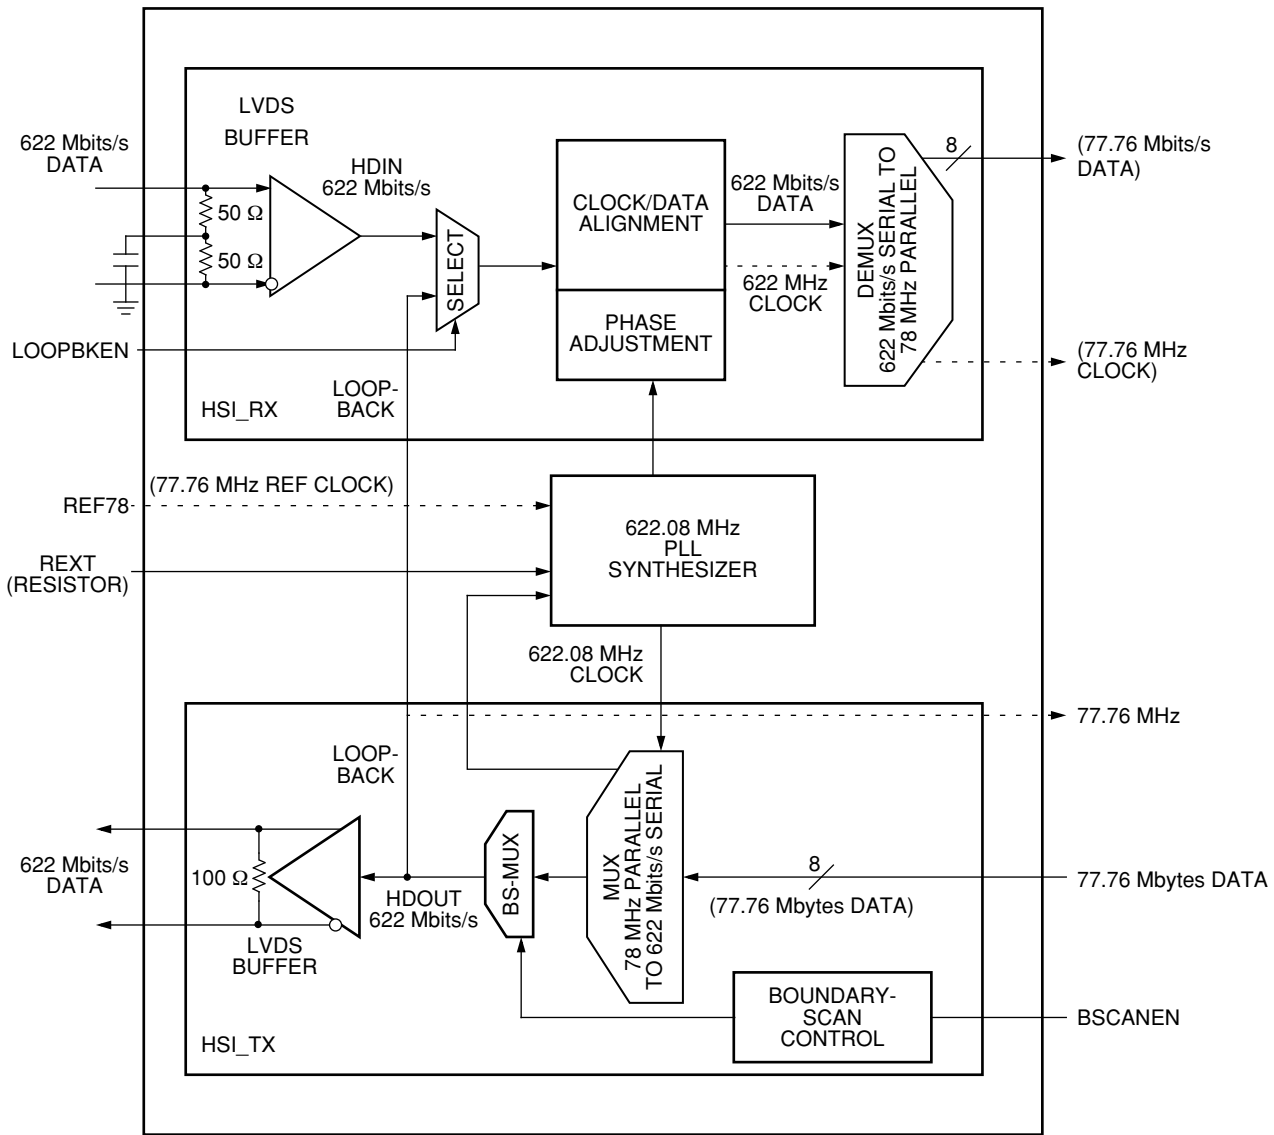 LVDS
BUFFER
622 Mbits/s
DATA
HDIN
622 Mbits/s
50 Ω
50 Ω
SELECT
LOOPBKEN
LOOP-
BACK
HSI_RX
CLOCK/DATA
ALIGNMENT
PHASE
ADJUSTMENT
622 Mbits/s
DATA
622 MHz
CLOCK
DEMUX
622 Mbits/s SERIAL TO
78 MHz PARALLEL
8
(77.76 Mbits/s
DATA)
(77.76 MHz
CLOCK)
REF78
(77.76 MHz REF CLOCK)
REXT
(RESISTOR)
622.08 MHz
PLL
SYNTHESIZER
622.08 MHz
CLOCK
77.76 MHz
LOOP-
BACK
622 Mbits/s
DATA
100 Ω
LVDS
BUFFER
HDOUT
622 Mbits/s
BS-MUX
MUX
78 MHz PARALLEL
TO 622 Mbits/s SERIAL
8
(77.76 Mbytes DATA)
77.76 Mbytes DATA
BOUNDARY-
SCAN
CONTROL
BSCANEN
HSI_TX